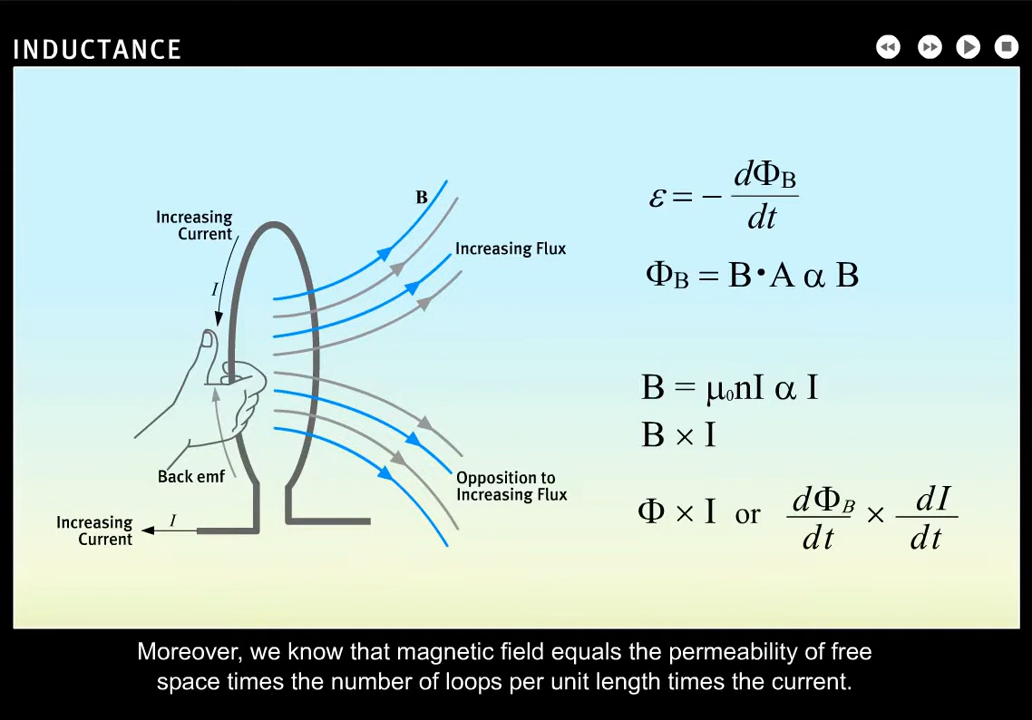 INDUCTANCE
Increasing
Current
I
B
Increasing Flux
Back emf
Opposition to
Increasing Flux
Increasing
Current
I
ε = − dΦB/dt
ΦB = B·A α B
B = μ₀nI α I
B × I
Φ × I or dΦB/dt × dI/dt
Moreover, we know that magnetic field equals the permeability of free
space times the number of loops per unit length times the current.